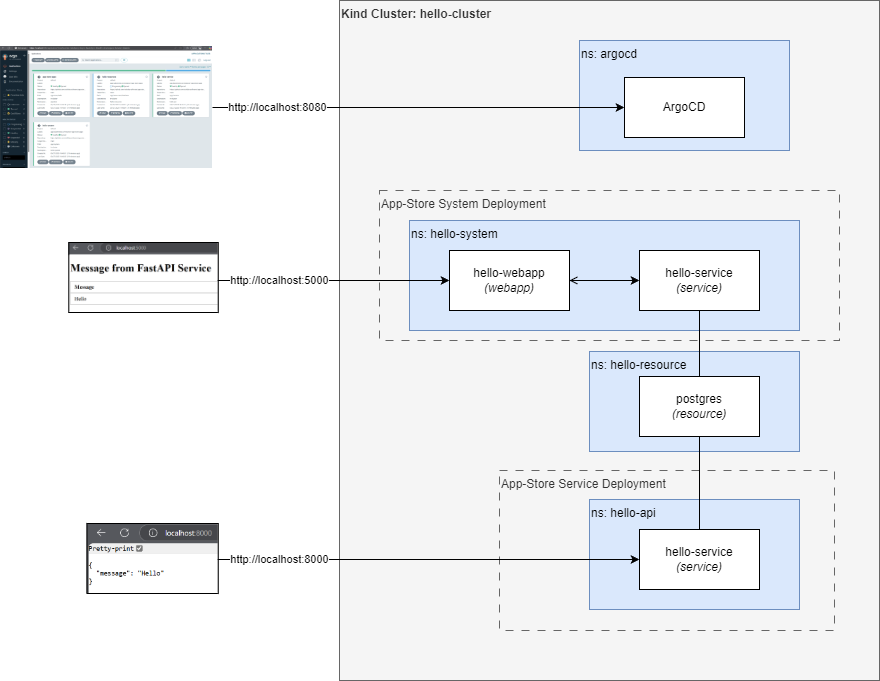 Kind Cluster: hello-cluster
ns: argocd
http://localhost:8080
ArgoCD
App-Store System Deployment
ns: hello-system
localhost:5000
Message from FastAPI Service
Message
Hello
http://localhost:5000
hello-webapp
(webapp)
hello-service
(service)
ns: hello-resource
postgres
(resource)
App-Store Service Deployment
ns: hello-api
localhost:8000
Pretty-print
{
"message": "Hello"
}
http://localhost:8000
hello-service
(service)